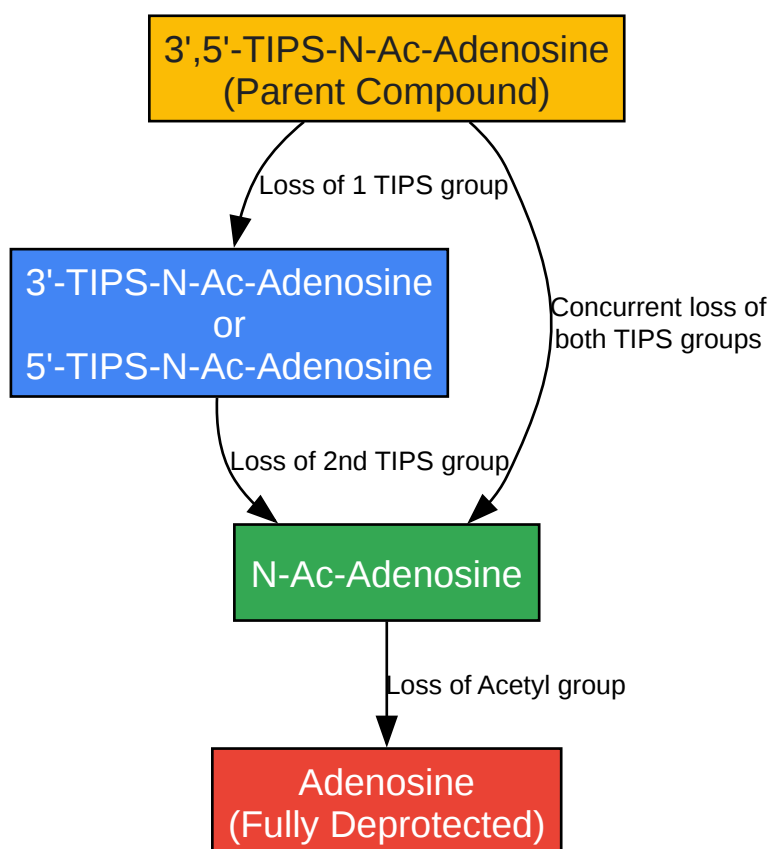 3',5'-TIPS-N-Ac-Adenosine
(Parent Compound)
Loss of 1 TIPS group
3'-TIPS-N-Ac-Adenosine
or
5'-TIPS-N-Ac-Adenosine
Concurrent loss of
both TIPS groups
Loss of 2nd TIPS group
N-Ac-Adenosine
Loss of Acetyl group
Adenosine
(Fully Deprotected)